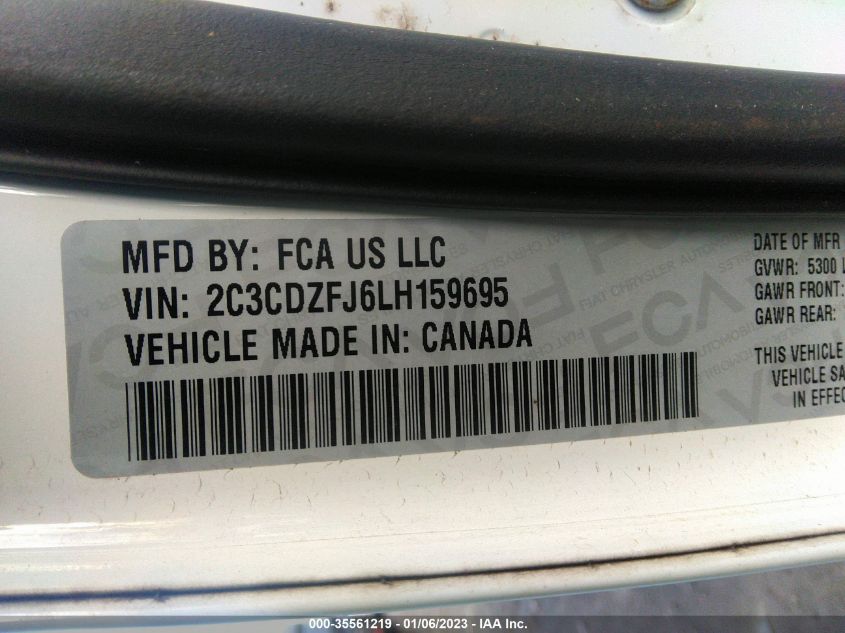 MFD BY: FCA US LLC
VIN: 2C3CDZFJ6LH159695
VEHICLE MADE IN: CANADA
DATE OF MFR
GVWR: 5300 L
GAWR FRONT:
GAWR REAR:
THIS VEHICLE
VEHICLE SA
IN EFFEC
000-35561219 - 01/06/2023 - IAA Inc.